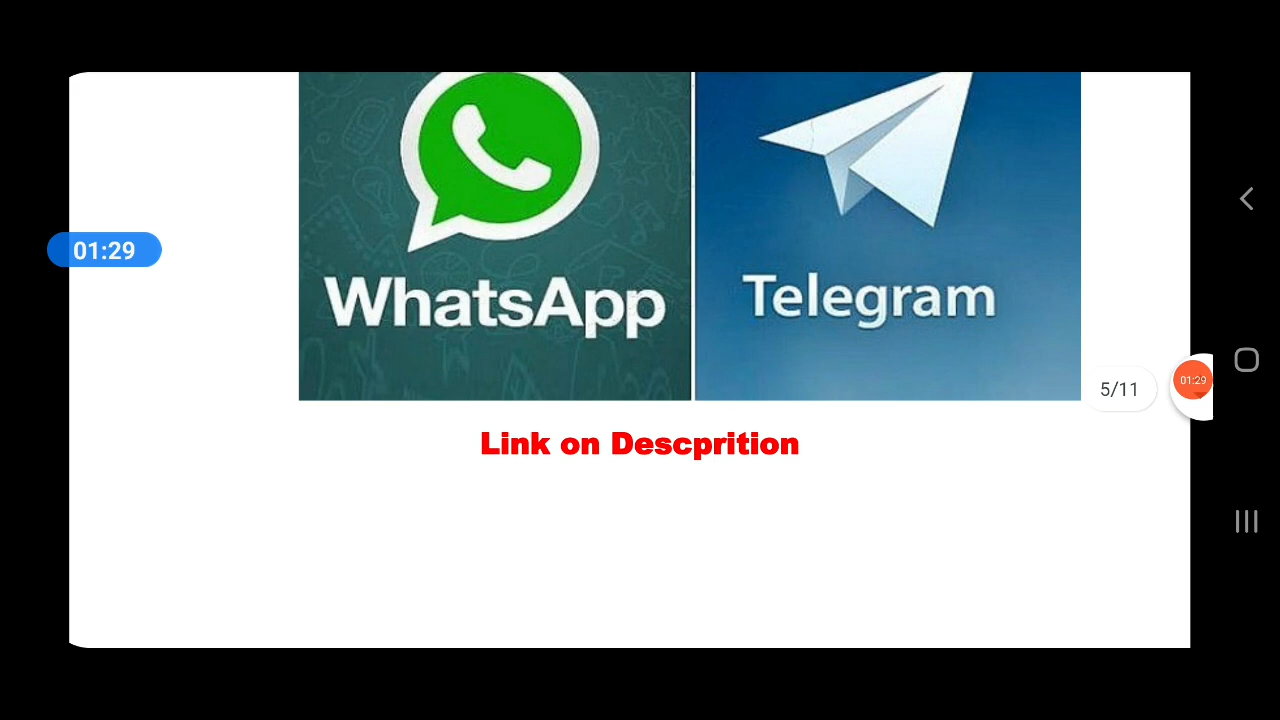 WhatsApp
Telegram
01:29
5/11
01:29
Link on Descprition